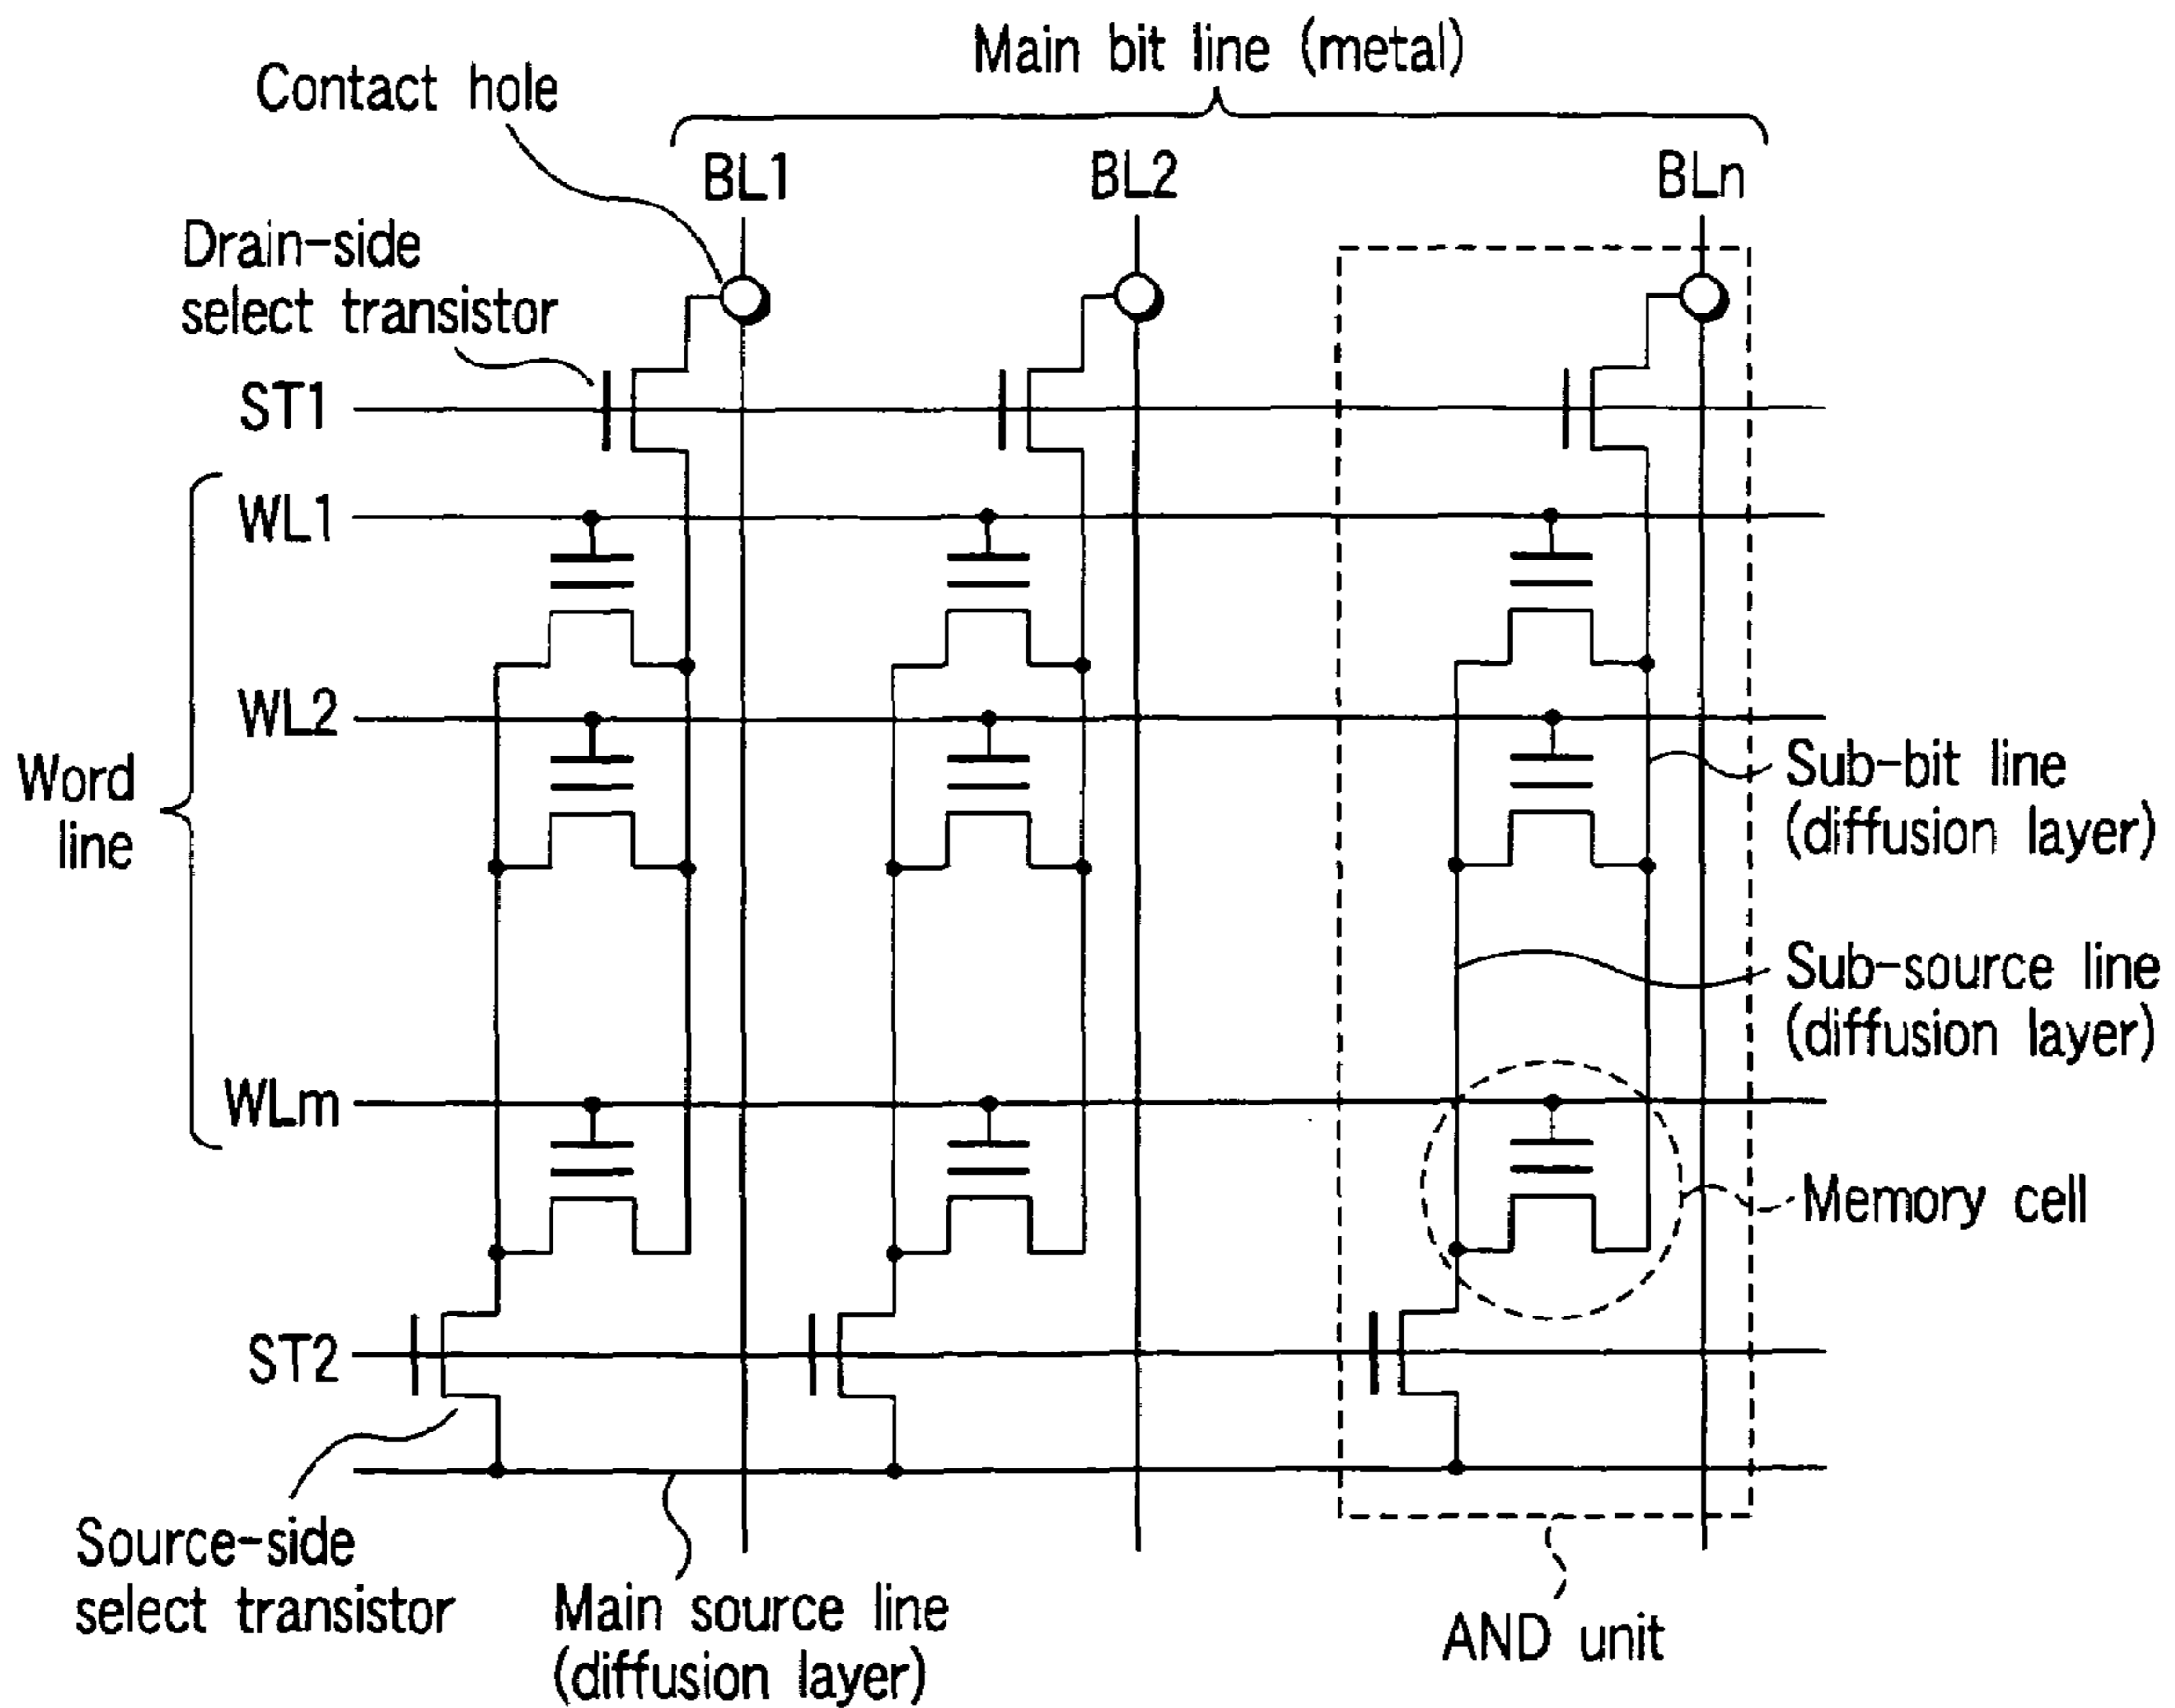 Main bit line (metal)
Contact hole
BL1
BL2
BLn
Drain-side
select transistor
ST1
WL1
WL2
Word
line
Sub-bit line
(diffusion layer)
Sub-source line
(diffusion layer)
WLm
Memory cell
ST2
Source-side
select transistor
Main source line
(diffusion layer)
AND unit